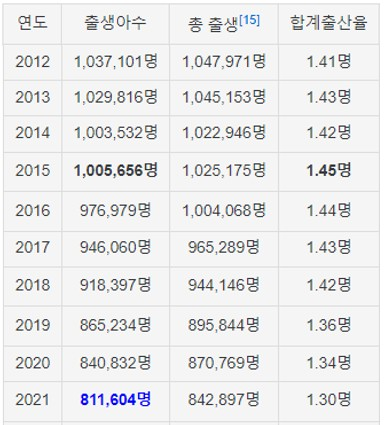 연도 출생아수 총 출생[15] 합계출산율
2012 1,037,101명 1,047,971명 1.41명
2013 1,029,816명 1,045,153명 1.43명
2014 1,003,532명 1,022,946명 1.42명
2015 1,005,656명 1,025,175명 1.45명
2016 976,979명 1,004,068명 1.44명
2017 946,060명 965,289명 1.43명
2018 918,397명 944,146명 1.42명
2019 865,234명 895,844명 1.36명
2020 840,832명 870,769명 1.34명
2021 811,604명 842,897명 1.30명